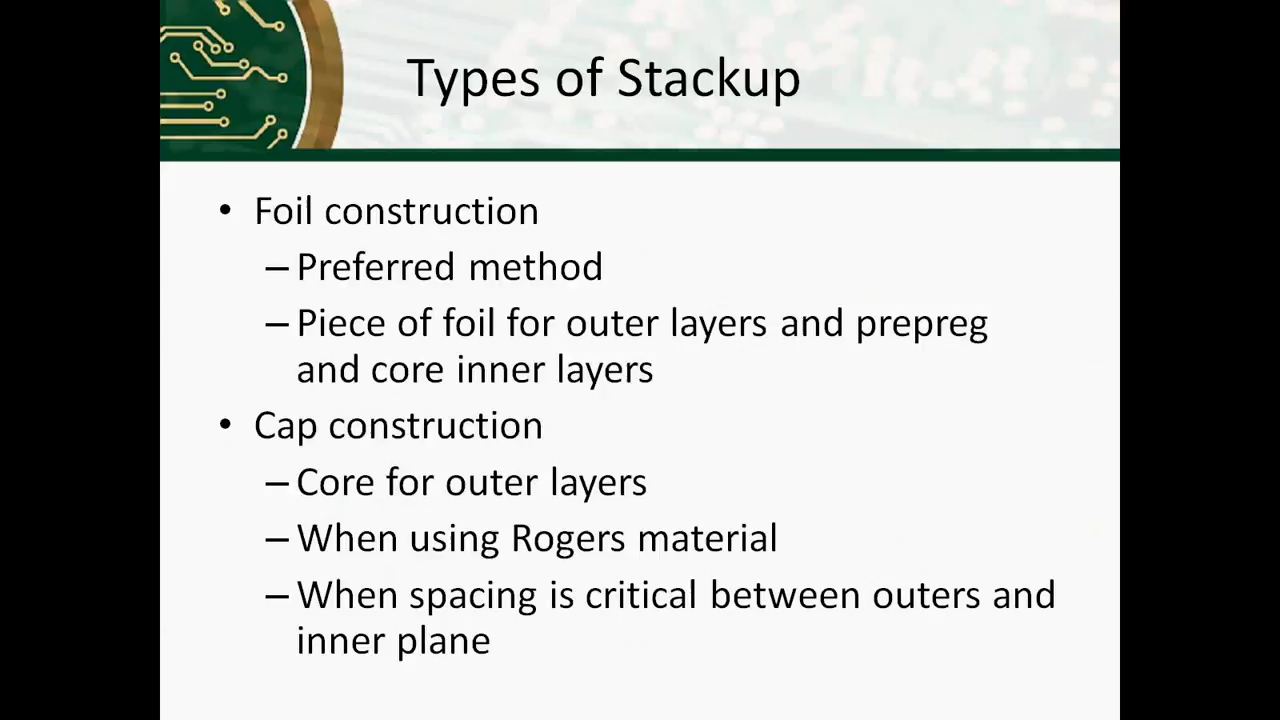 Types of Stackup
• Foil construction
– Preferred method
– Piece of foil for outer layers and prepreg
and core inner layers
• Cap construction
– Core for outer layers
– When using Rogers material
– When spacing is critical between outers and
inner plane